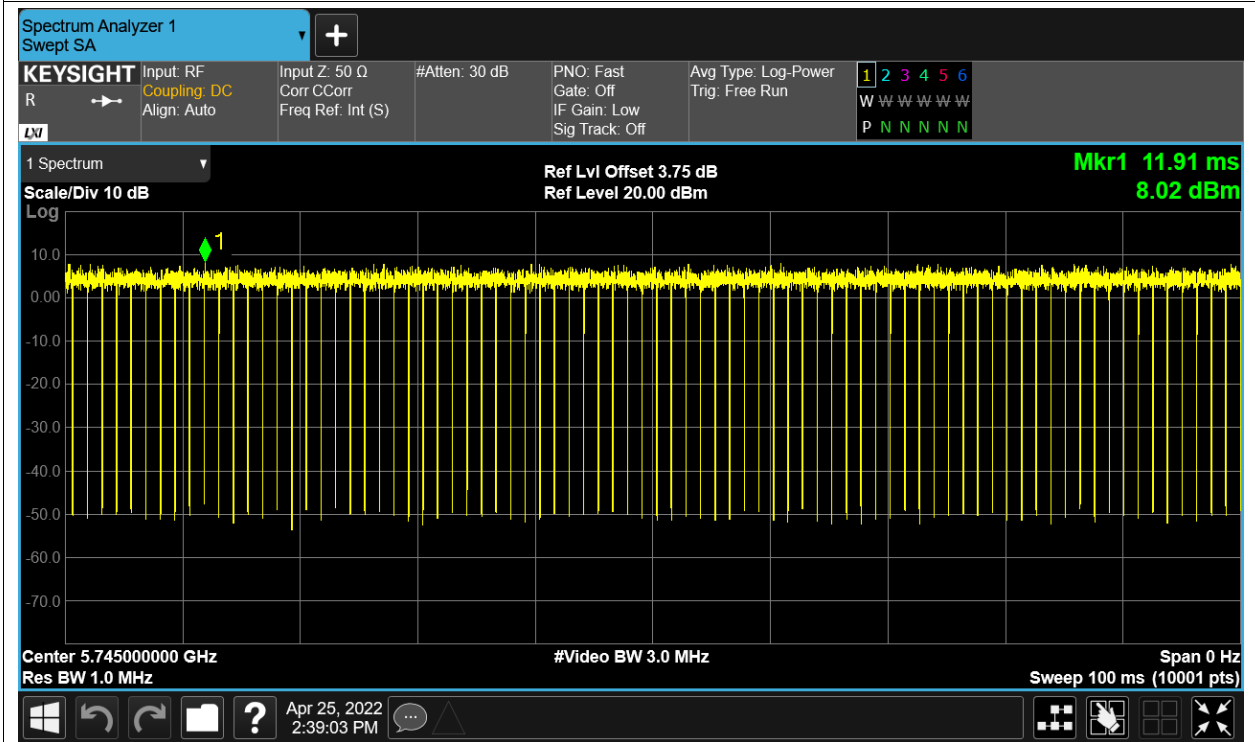 Spectrum Analyzer 1
Swept SA
+
KEYSIGHT
R
LXI
Input: RF
Coupling: DC
Align: Auto
Input Z: 50 Ω
Corr CCorr
Freq Ref: Int (S)
#Atten: 30 dB
PNO: Fast
Gate: Off
IF Gain: Low
Sig Track: Off
Avg Type: Log-Power
Trig: Free Run
1 2 3 4 5 6
W W W W W W
P N N N N N
1 Spectrum
Scale/Div 10 dB
Log
Ref Lvl Offset 3.75 dB
Ref Level 20.00 dBm
Mkr1 11.91 ms
8.02 dBm
1
10.0
0.00
-10.0
-20.0
-30.0
-40.0
-50.0
-60.0
-70.0
Center 5.745000000 GHz
Res BW 1.0 MHz
#Video BW 3.0 MHz
Span 0 Hz
Sweep 100 ms (10001 pts)
?
Apr 25, 2022
2:39:03 PM